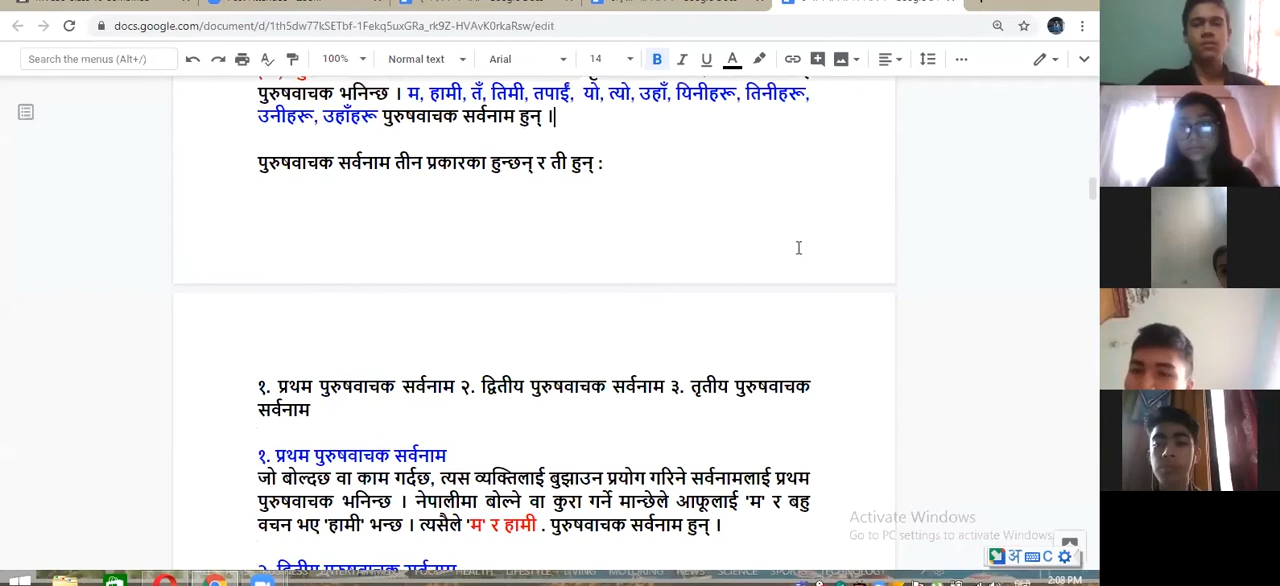 docs.google.com/document/d/1th5dw77kSETbf-1Fekq5uxGRa_rk9Z-HVAvK0rkaRsw/edit
Search the menus (Alt+/)
100%
Normal text
Arial
14
पुरुषवाचक भनिन्छ । म, हामी, तँ, तिमी, तपाईं, यो, त्यो, उहाँ, यिनीहरू, तिनीहरू,
उनीहरू, उहाँहरू पुरुषवाचक सर्वनाम हुन् ।
पुरुषवाचक सर्वनाम तीन प्रकारका हुन्छन् र ती हुन् :
१. प्रथम पुरुषवाचक सर्वनाम २. द्वितीय पुरुषवाचक सर्वनाम ३. तृतीय पुरुषवाचक
सर्वनाम
१. प्रथम पुरुषवाचक सर्वनाम
जो बोल्दछ वा काम गर्दछ, त्यस व्यक्तिलाई बुझाउन प्रयोग गरिने सर्वनामलाई प्रथम
पुरुषवाचक भनिन्छ । नेपालीमा बोल्ने वा कुरा गर्ने मान्छेले आफूलाई 'म' र बहु
वचन भए 'हामी' भन्छ । त्यसैले 'म' र हामी . पुरुषवाचक सर्वनाम हुन् ।
Activate Windows
Go to PC settings to activate Windows.
अ C
2:08 PM